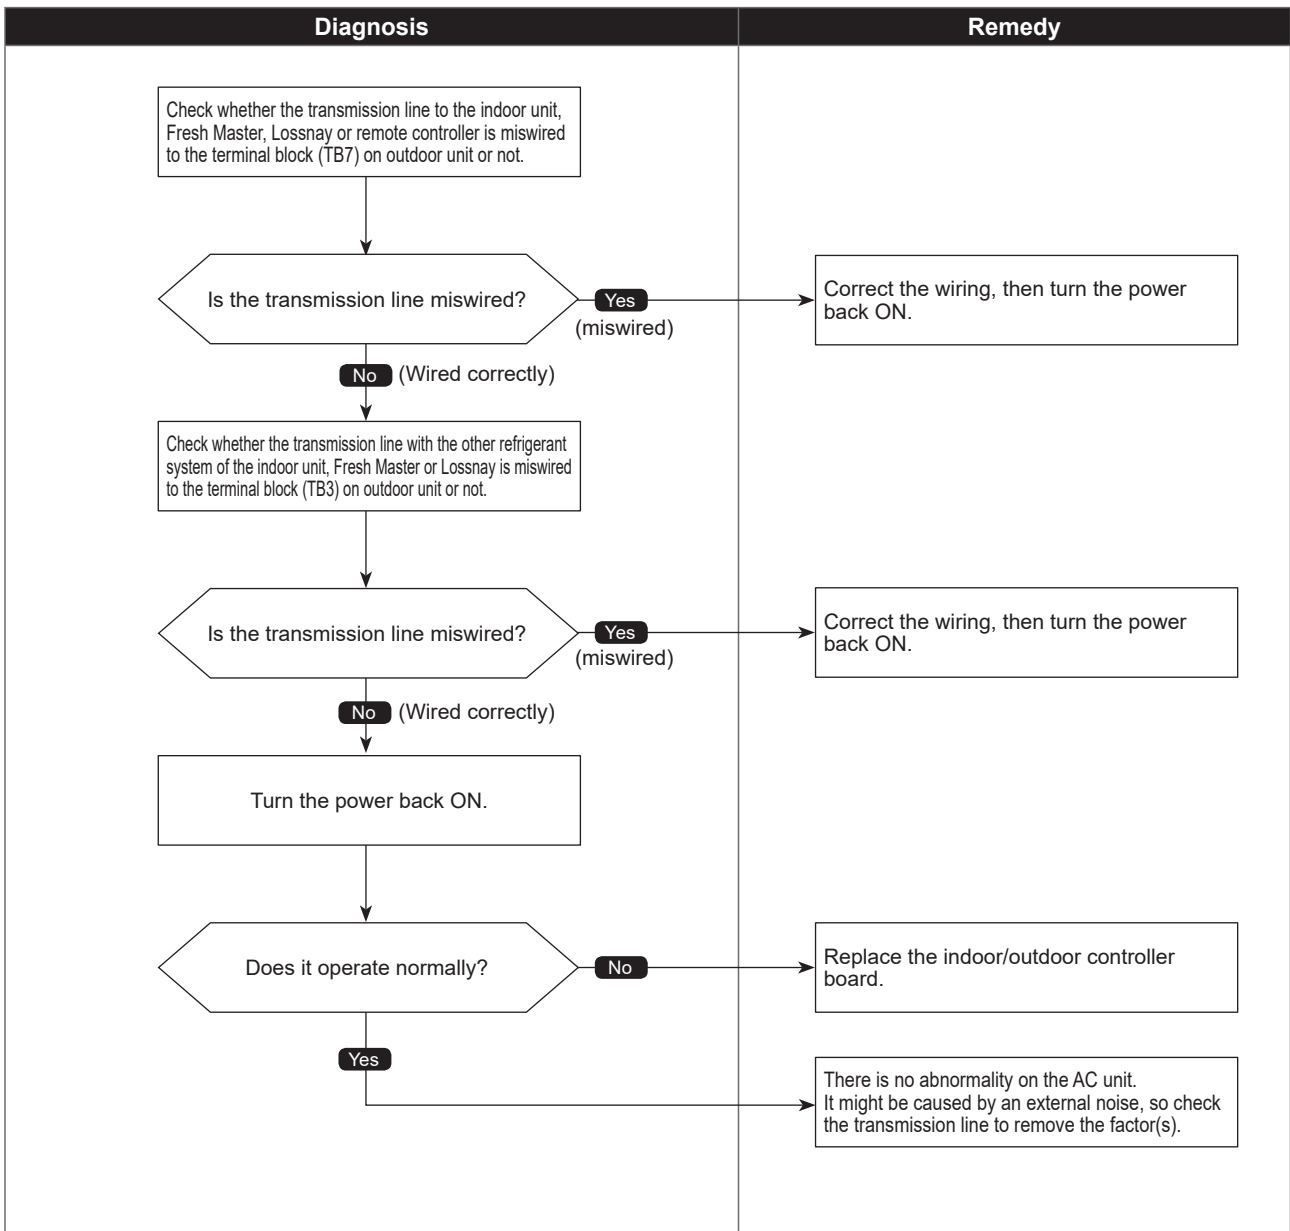 Diagnosis
Remedy
Check whether the transmission line to the indoor unit,
Fresh Master, Lossnay or remote controller is miswired
to the terminal block (TB7) on outdoor unit or not.
Is the transmission line miswired?
Yes
(miswired)
Correct the wiring, then turn the power
back ON.
No (Wired correctly)
Check whether the transmission line with the other refrigerant
system of the indoor unit, Fresh Master or Lossnay is miswired
to the terminal block (TB3) on outdoor unit or not.
Is the transmission line miswired?
Yes
(miswired)
Correct the wiring, then turn the power
back ON.
No (Wired correctly)
Turn the power back ON.
Does it operate normally?
No
Replace the indoor/outdoor controller
board.
Yes
There is no abnormality on the AC unit.
It might be caused by an external noise, so check
the transmission line to remove the factor(s).